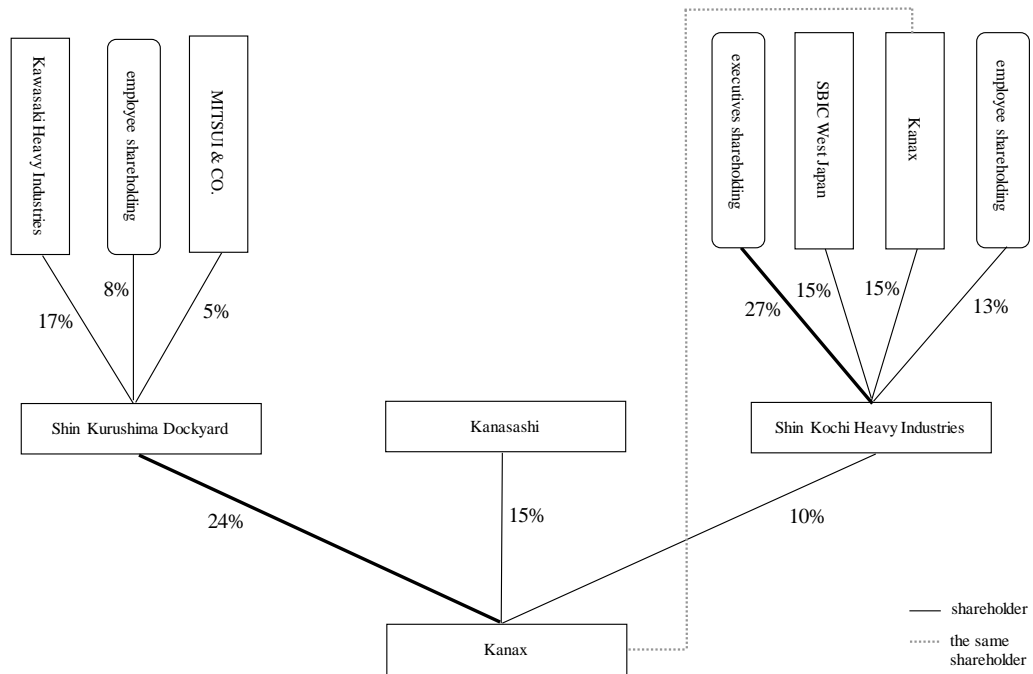 Kawasaki Heavy Industries
employee shareholding
MITSUI & CO.
executives shareholding
SBIC West Japan
Kanax
employee shareholding
17%
8%
5%
27%
15%
15%
13%
Shin Kurushima Dockyard
Kanasashi
Shin Kochi Heavy Industries
24%
15%
10%
Kanax
shareholder
the same
shareholder